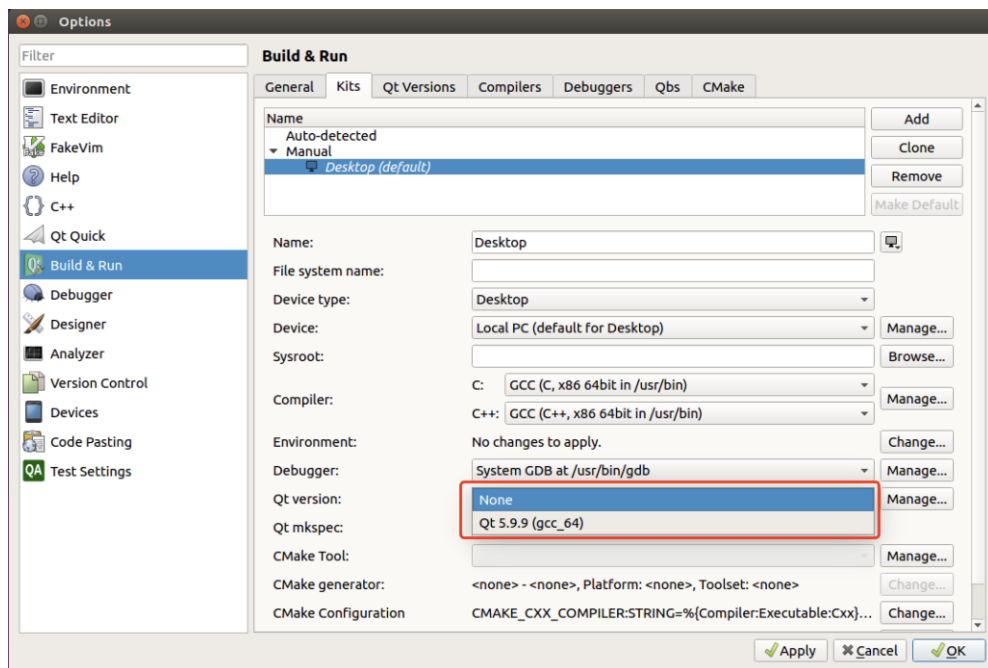 Options
Filter
Environment
Text Editor
FakeVim
Help
C++
Qt Quick
Build & Run
Debugger
Designer
Analyzer
Version Control
Devices
Code Pasting
QA Test Settings
Build & Run
General Kits Qt Versions Compilers Debuggers Qbs CMake
Name
Auto-detected
Manual
Desktop (default)
Add
Clone
Remove
Make Default
Name: Desktop
File system name:
Device type: Desktop
Device: Local PC (default for Desktop) Manage...
Sysroot: Browse...
Compiler: C: GCC (C, x86 64bit in /usr/bin) Manage...
C++: GCC (C++, x86 64bit in /usr/bin)
Environment: No changes to apply. Change...
Debugger: System GDB at /usr/bin/gdb Manage...
Qt version: None Manage...
Qt 5.9.9 (gcc_64)
Qt mkspec:
CMake Tool: Manage...
CMake generator: <none> - <none>, Platform: <none>, Toolset: <none> Change...
CMake Configuration CMAKE_CXX_COMPILER:STRING=%{Compiler:Executable:Cxx}... Change...
Apply Cancel OK